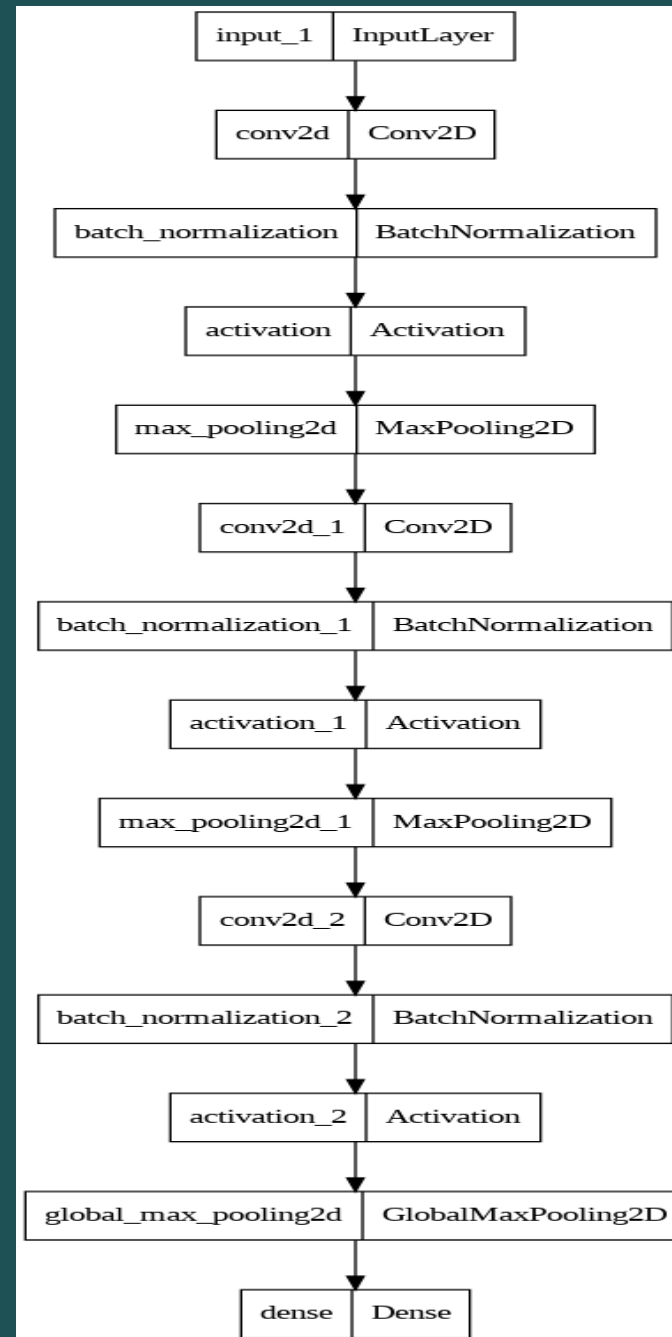 input_1 InputLayer
conv2d Conv2D
batch_normalization BatchNormalization
activation Activation
max_pooling2d MaxPooling2D
conv2d_1 Conv2D
batch_normalization_1 BatchNormalization
activation_1 Activation
max_pooling2d_1 MaxPooling2D
conv2d_2 Conv2D
batch_normalization_2 BatchNormalization
activation_2 Activation
global_max_pooling2d GlobalMaxPooling2D
dense Dense